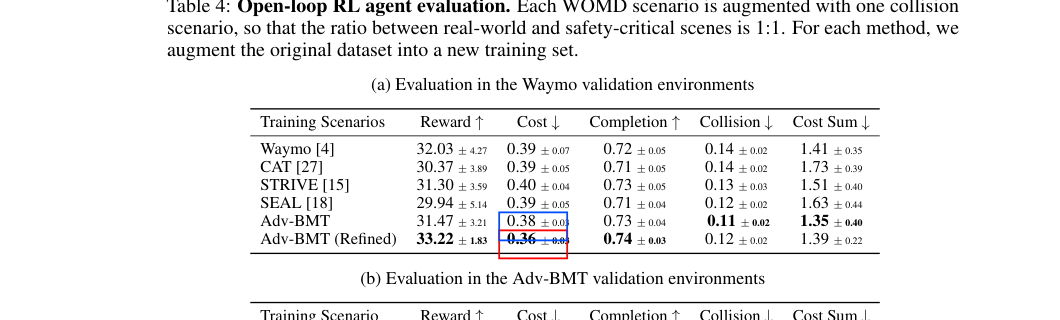 Table 4: Open-loop RL agent evaluation. Each WOMD scenario is augmented with one collision
scenario, so that the ratio between real-world and safety-critical scenes is 1:1. For each method, we
augment the original dataset into a new training set.
(a) Evaluation in the Waymo validation environments
Training Scenarios Reward ↑ Cost ↓ Completion ↑ Collision ↓ Cost Sum ↓
Waymo [4] 32.03 ± 4.27 0.39 ± 0.07 0.72 ± 0.05 0.14 ± 0.02 1.41 ± 0.35
CAT [27] 30.37 ± 3.89 0.39 ± 0.05 0.71 ± 0.05 0.14 ± 0.02 1.73 ± 0.39
STRIVE [15] 31.30 ± 3.59 0.40 ± 0.04 0.73 ± 0.05 0.13 ± 0.03 1.51 ± 0.40
SEAL [18] 29.94 ± 5.14 0.39 ± 0.05 0.71 ± 0.04 0.12 ± 0.02 1.63 ± 0.44
Adv-BMT 31.47 ± 3.21 0.38 ± 0.73 ± 0.04 0.11 ± 0.02 1.35 ± 0.40
Adv-BMT (Refined) 33.22 ± 1.83 0.36 ± 0.74 ± 0.03 0.12 ± 0.02 1.39 ± 0.22
(b) Evaluation in the Adv-BMT validation environments
Training Scenario Reward ↑ Cost ↓ Completion ↑ Collision ↓ Cost Sum ↓